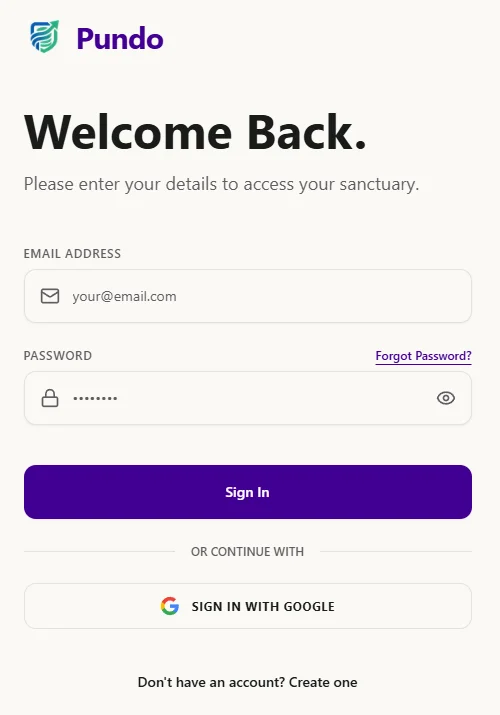 Pundo
Welcome Back.
Please enter your details to access your sanctuary.
EMAIL ADDRESS
your@email.com
PASSWORD
Forgot Password?
••••••••
Sign In
OR CONTINUE WITH
SIGN IN WITH GOOGLE
Don't have an account? Create one